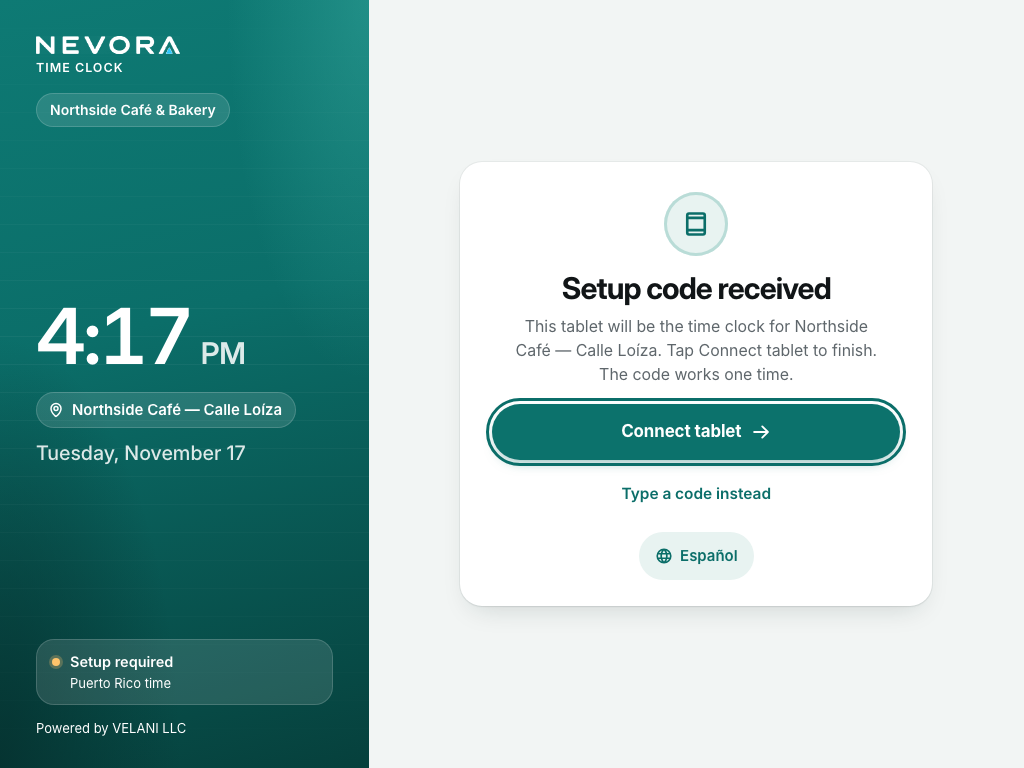 NEVORA
TIME CLOCK
Northside Café & Bakery
4:17 PM
Northside Café — Calle Loíza
Tuesday, November 17
Setup required
Puerto Rico time
Powered by VELANI LLC
Setup code received
This tablet will be the time clock for Northside
Café — Calle Loíza. Tap Connect tablet to finish.
The code works one time.
Connect tablet
Type a code instead
Español